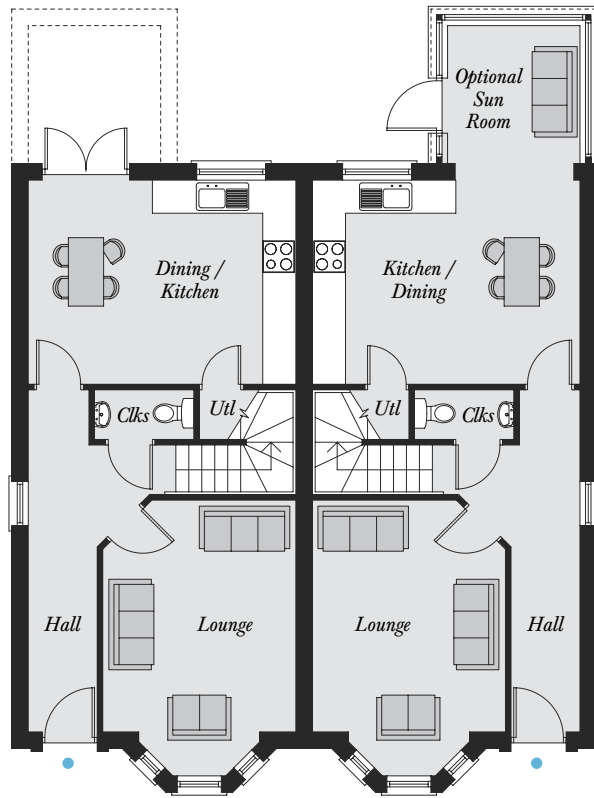 Optional
Sun
Room
Dining /
Kitchen
Kitchen /
Dining
Clks
Utl
Utl
Clks
Hall
Lounge
Lounge
Hall